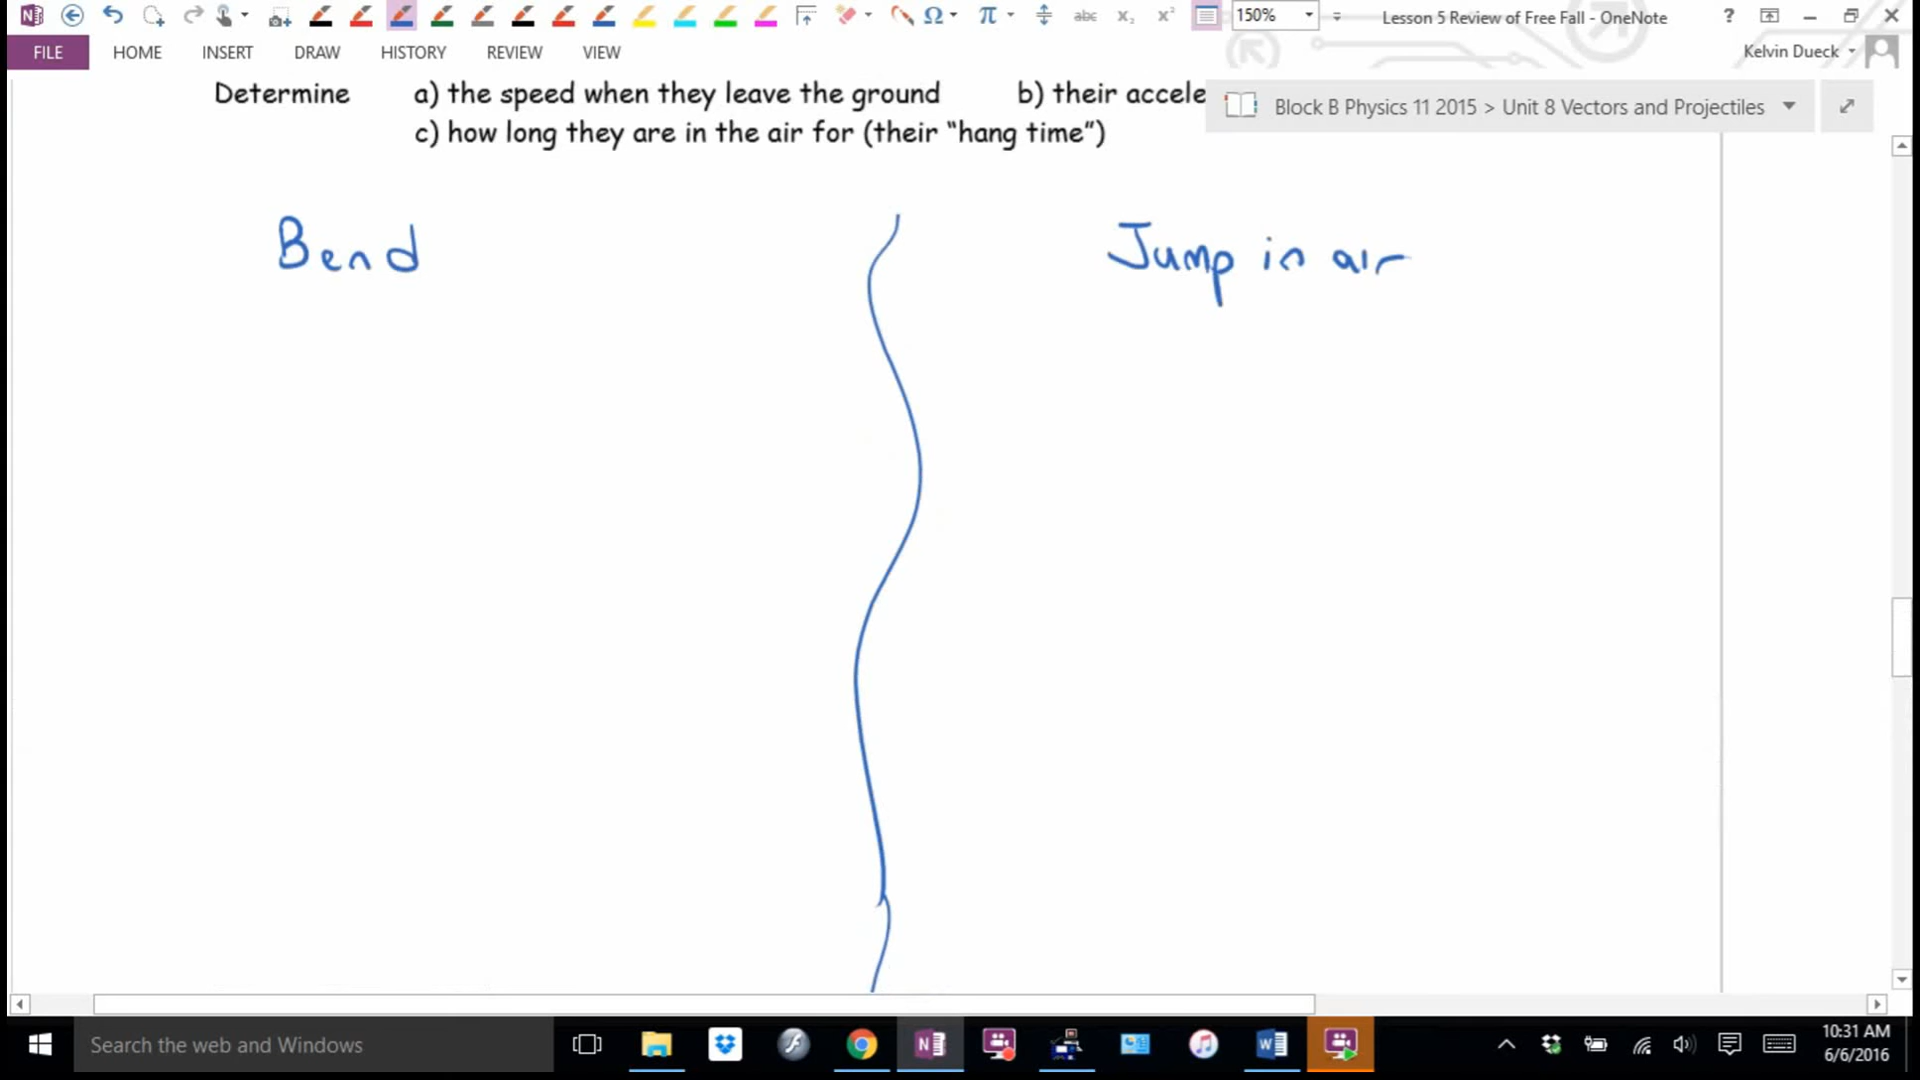 150%
Lesson 5 Review of Free Fall - OneNote
FILE HOME INSERT DRAW HISTORY REVIEW VIEW
Kelvin Dueck
Determine a) the speed when they leave the ground b) their accele
Block B Physics 11 2015 > Unit 8 Vectors and Projectiles
c) how long they are in the air for (their “hang time”)
Bend
Jump in air
Search the web and Windows
10:31 AM
6/6/2016